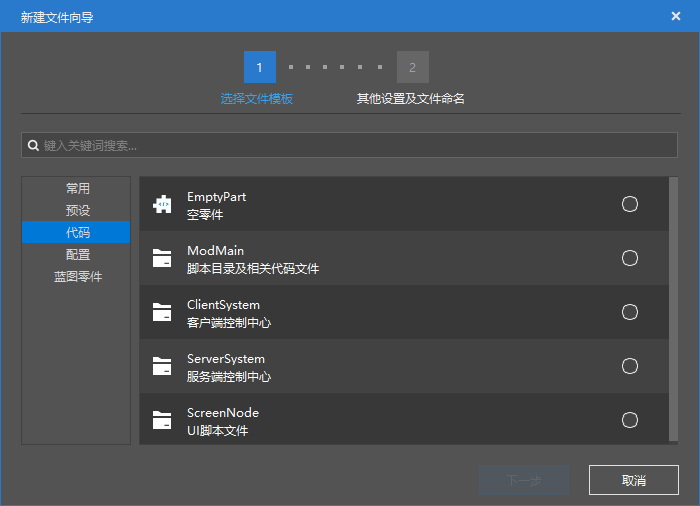 新建文件向导
1
2
选择文件模板
其他设置及文件命名
键入关键词搜索...
常用
预设
代码
配置
蓝图零件
EmptyPart
空零件
ModMain
脚本目录及相关代码文件
ClientSystem
客户端控制中心
ServerSystem
服务端控制中心
ScreenNode
UI脚本文件
下一步
取消